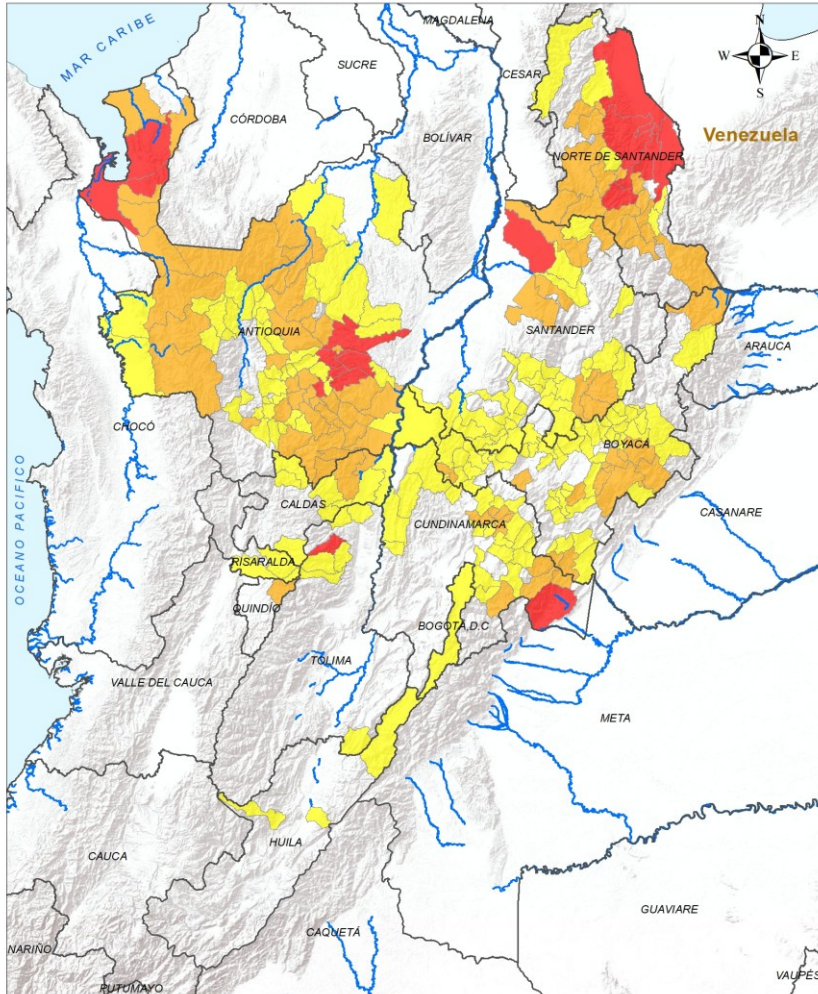 MAR CARIBE
MAGDALENA
N
W
E
S
SUCRE
CESAR
CÓRDOBA
BOLÍVAR
Venezuela
NORTE DE SANTANDER
ANTIOQUIA
SANTANDER
ARAUCA
CHOCÓ
BOYACÁ
OCEANO PACIFICO
CALDAS
CUNDINAMARCA
CASANARE
RISARALDA
QUINDÍO
BOGOTÁ,D.C
TOLIMA
VALLE DEL CAUCA
META
HUILA
CAUCA
GUAVIARE
CAQUETÁ
NARIÑO
VAUPÉS
PUTUMAYO